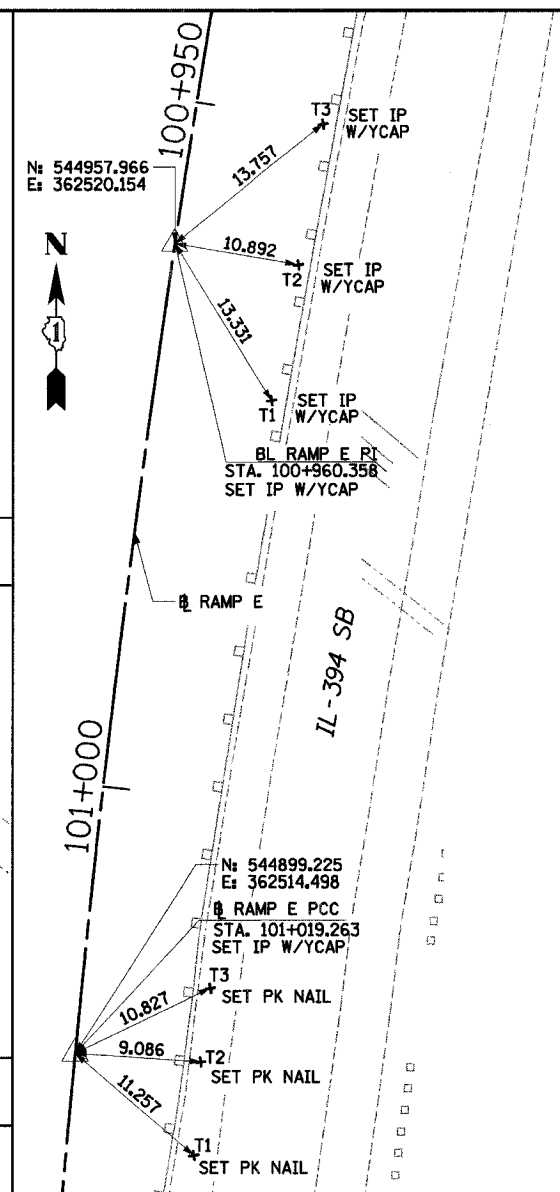 100+950
T3
SET IP
W/YCAP
13.757
N: 544957.966
E: 362520.154
N
1
10.892
T2
SET IP
W/YCAP
13.331
T1
SET IP
W/YCAP
BL RAMP E PI
STA. 100+960.358
SET IP W/YCAP
BL RAMP E
IL-394 SB
101+000
N: 544899.225
E: 362514.498
BL RAMP E PCC
STA. 101+019.263
SET IP W/YCAP
T3
SET PK NAIL
10.827
9.086
T2
SET PK NAIL
11.257
T1
SET PK NAIL